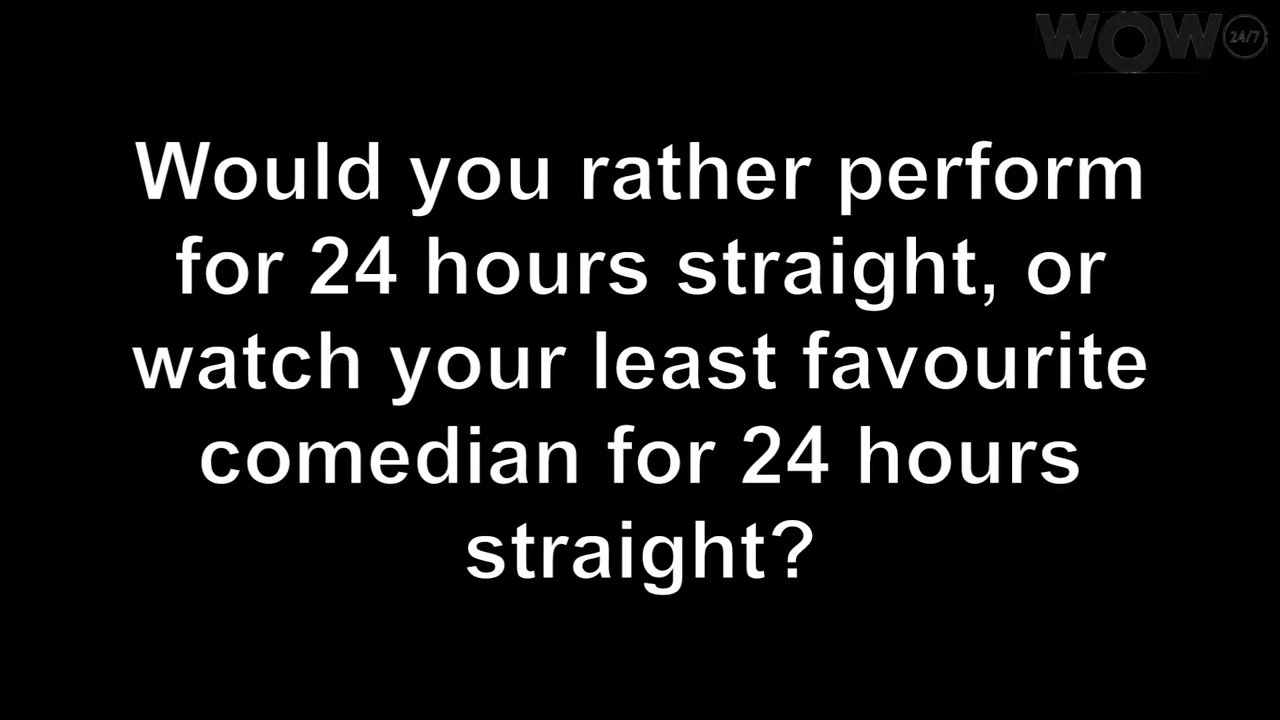 WOW 24/7
Would you rather perform
for 24 hours straight, or
watch your least favourite
comedian for 24 hours
straight?